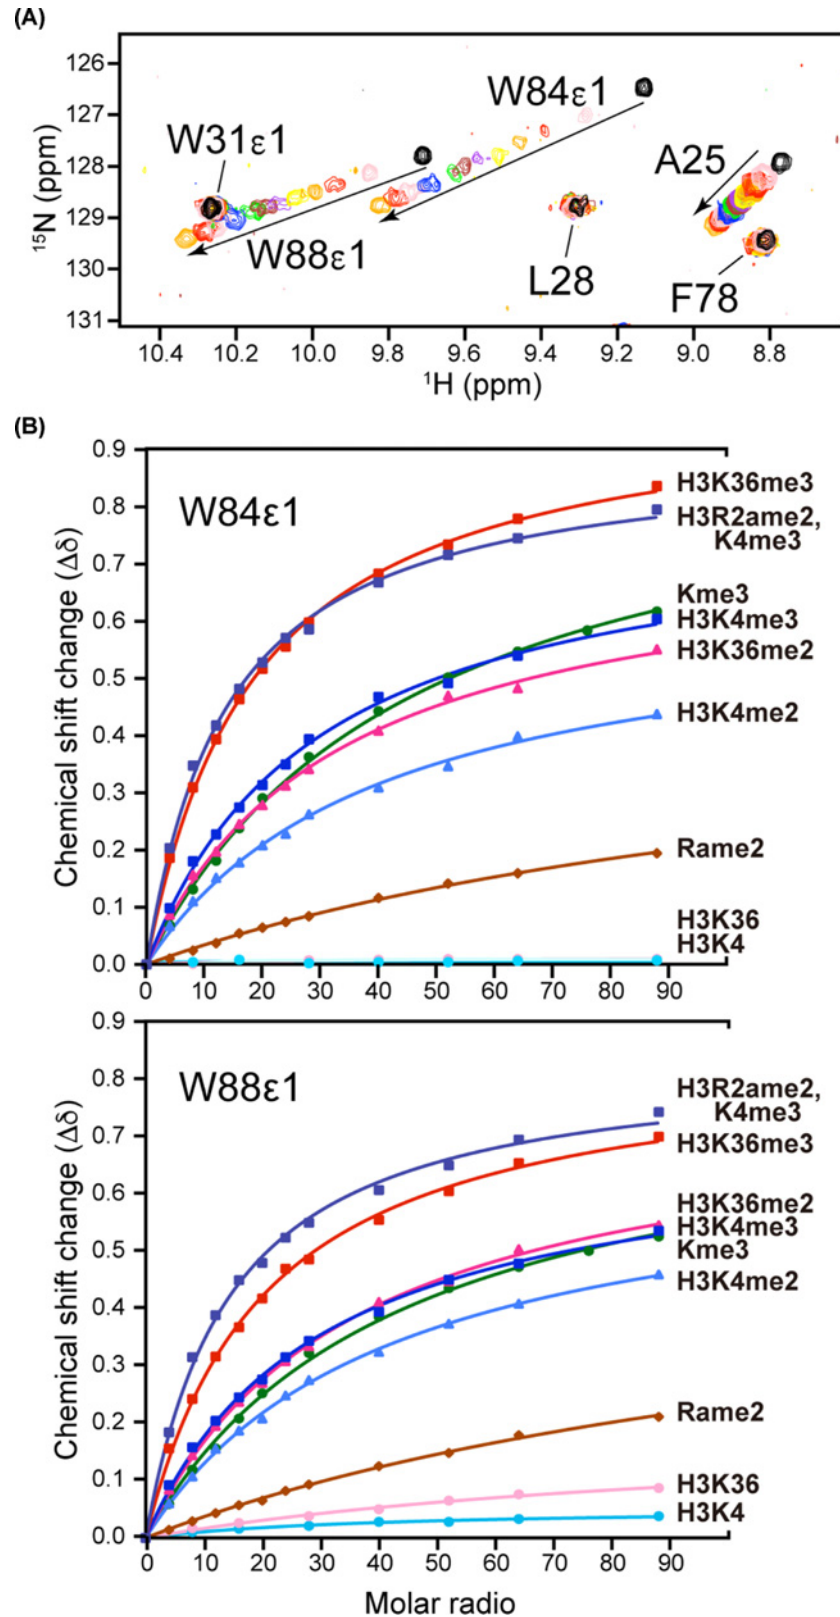 (A)
126
127
128
129
130
131
¹⁵N (ppm)
W31ε1
W84ε1
A25
W88ε1
L28
F78
10.4 10.2 10.0 9.8 9.6 9.4 9.2 9.0 8.8
¹H (ppm)
(B)
0.9
0.8
0.7
0.6
0.5
0.4
0.3
0.2
0.1
0.0
Chemical shift change (Δδ)
W84ε1
H3K36me3
H3R2ame2,
K4me3
Kme3
H3K4me3
H3K36me2
H3K4me2
Rame2
H3K36
H3K4
0 10 20 30 40 50 60 70 80 90
0.9
0.8
0.7
0.6
0.5
0.4
0.3
0.2
0.1
0.0
Chemical shift change (Δδ)
W88ε1
H3R2ame2,
K4me3
H3K36me3
H3K36me2
H3K4me3
Kme3
H3K4me2
Rame2
H3K36
H3K4
0 10 20 30 40 50 60 70 80 90
Molar radio